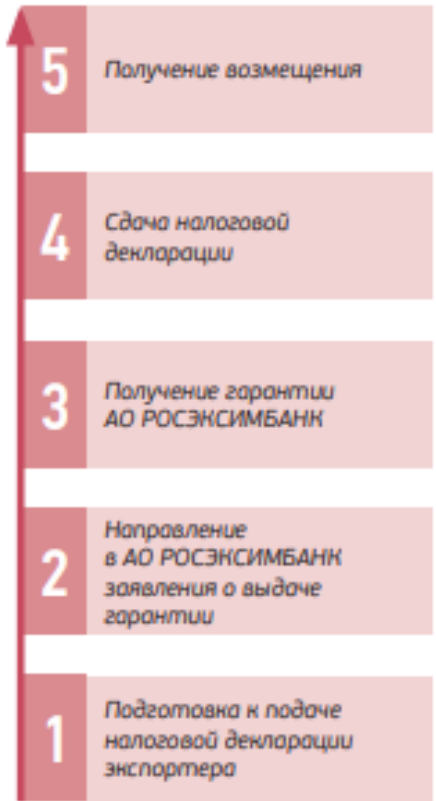 5
Получение возмещения
4
Сдача налоговой
декларации
3
Получение гарантии
АО РОСЭКСИМБАНК
2
Направление
в АО РОСЭКСИМБАНК
заявления о выдаче
гарантии
1
Подготовка к подаче
налоговой декларации
экспортера